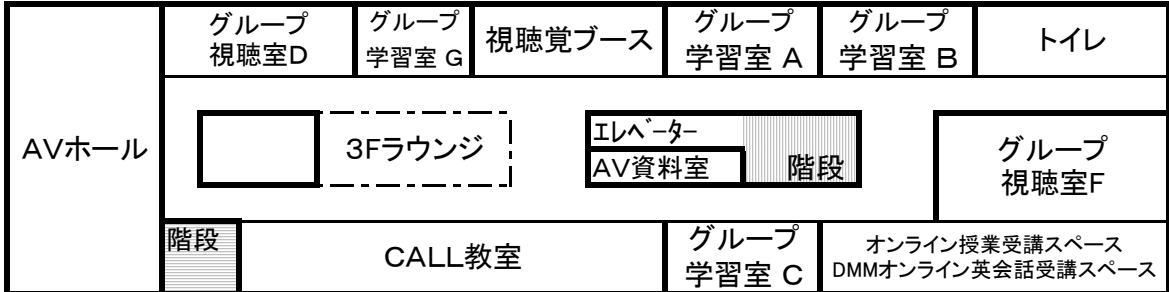 グループ
視聴室D
グループ
学習室 G
視聴覚ブース
グループ
学習室 A
グループ
学習室 B
トイレ
AVホール
3Fラウンジ
エレベーター
AV資料室
階段
グループ
視聴室F
階段
CALL教室
グループ
学習室 C
オンライン授業受講スペース
DMMオンライン英会話受講スペース